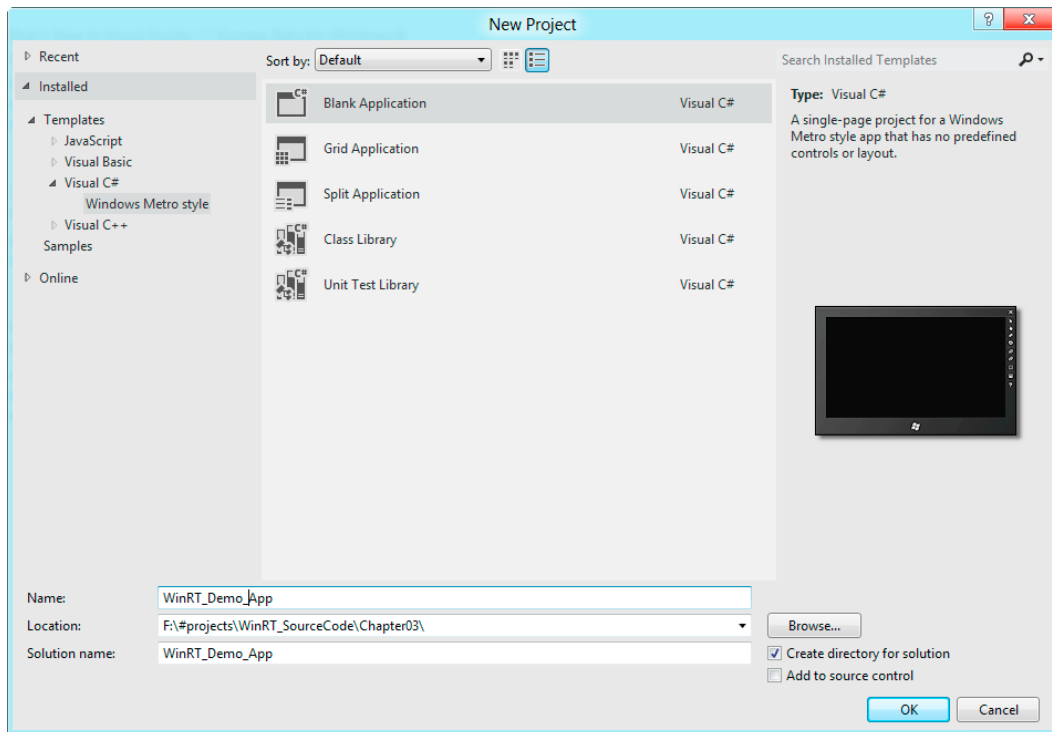 New Project
Recent
Installed
Templates
JavaScript
Visual Basic
Visual C#
Windows Metro style
Visual C++
Samples
Online
Sort by: Default
Blank Application Visual C#
Grid Application Visual C#
Split Application Visual C#
Class Library Visual C#
Unit Test Library Visual C#
Search Installed Templates
Type: Visual C#
A single-page project for a Windows
Metro style app that has no predefined
controls or layout.
Name: WinRT_Demo_App
Location: F:\#projects\WinRT_SourceCode\Chapter03\
Browse...
Solution name: WinRT_Demo_App
Create directory for solution
Add to source control
OK Cancel